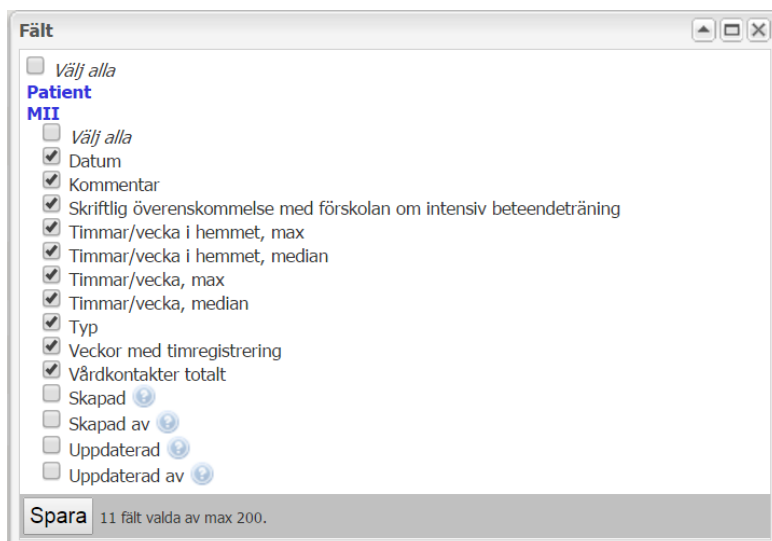 Fält
Välj alla
Patient
MII
Välj alla
Datum
Kommentar
Skriftlig överenskommelse med förskolan om intensiv beteendeträning
Timmar/vecka i hemmet, max
Timmar/vecka i hemmet, median
Timmar/vecka, max
Timmar/vecka, median
Typ
Veckor med timregistrering
Vårdkontakter totalt
Skapad ?
Skapad av ?
Uppdaterad ?
Uppdaterad av ?
Spara 11 fält valda av max 200.